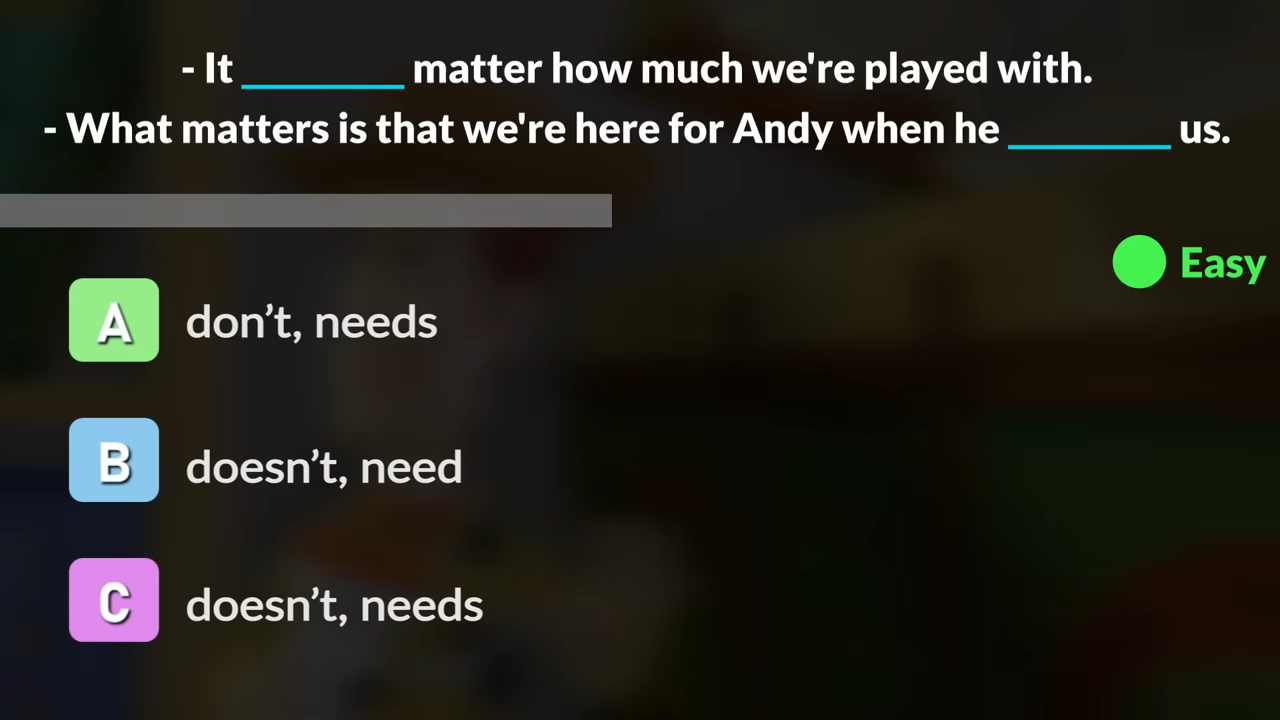 - It ________ matter how much we're played with.
- What matters is that we're here for Andy when he ________ us.
Easy
A don’t, needs
B doesn’t, need
C doesn’t, needs